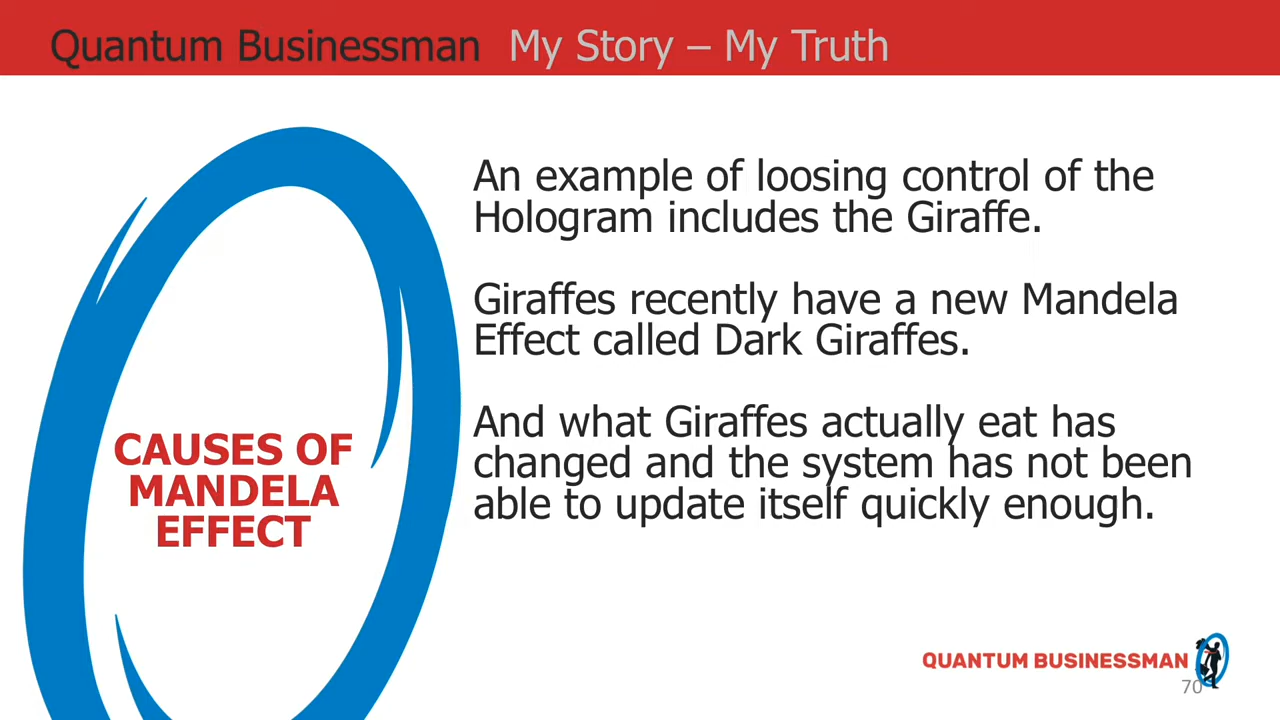 Quantum Businessman My Story – My Truth
An example of loosing control of the
Hologram includes the Giraffe.
Giraffes recently have a new Mandela
Effect called Dark Giraffes.
And what Giraffes actually eat has
changed and the system has not been
able to update itself quickly enough.
CAUSES OF
MANDELA
EFFECT
QUANTUM BUSINESSMAN
70